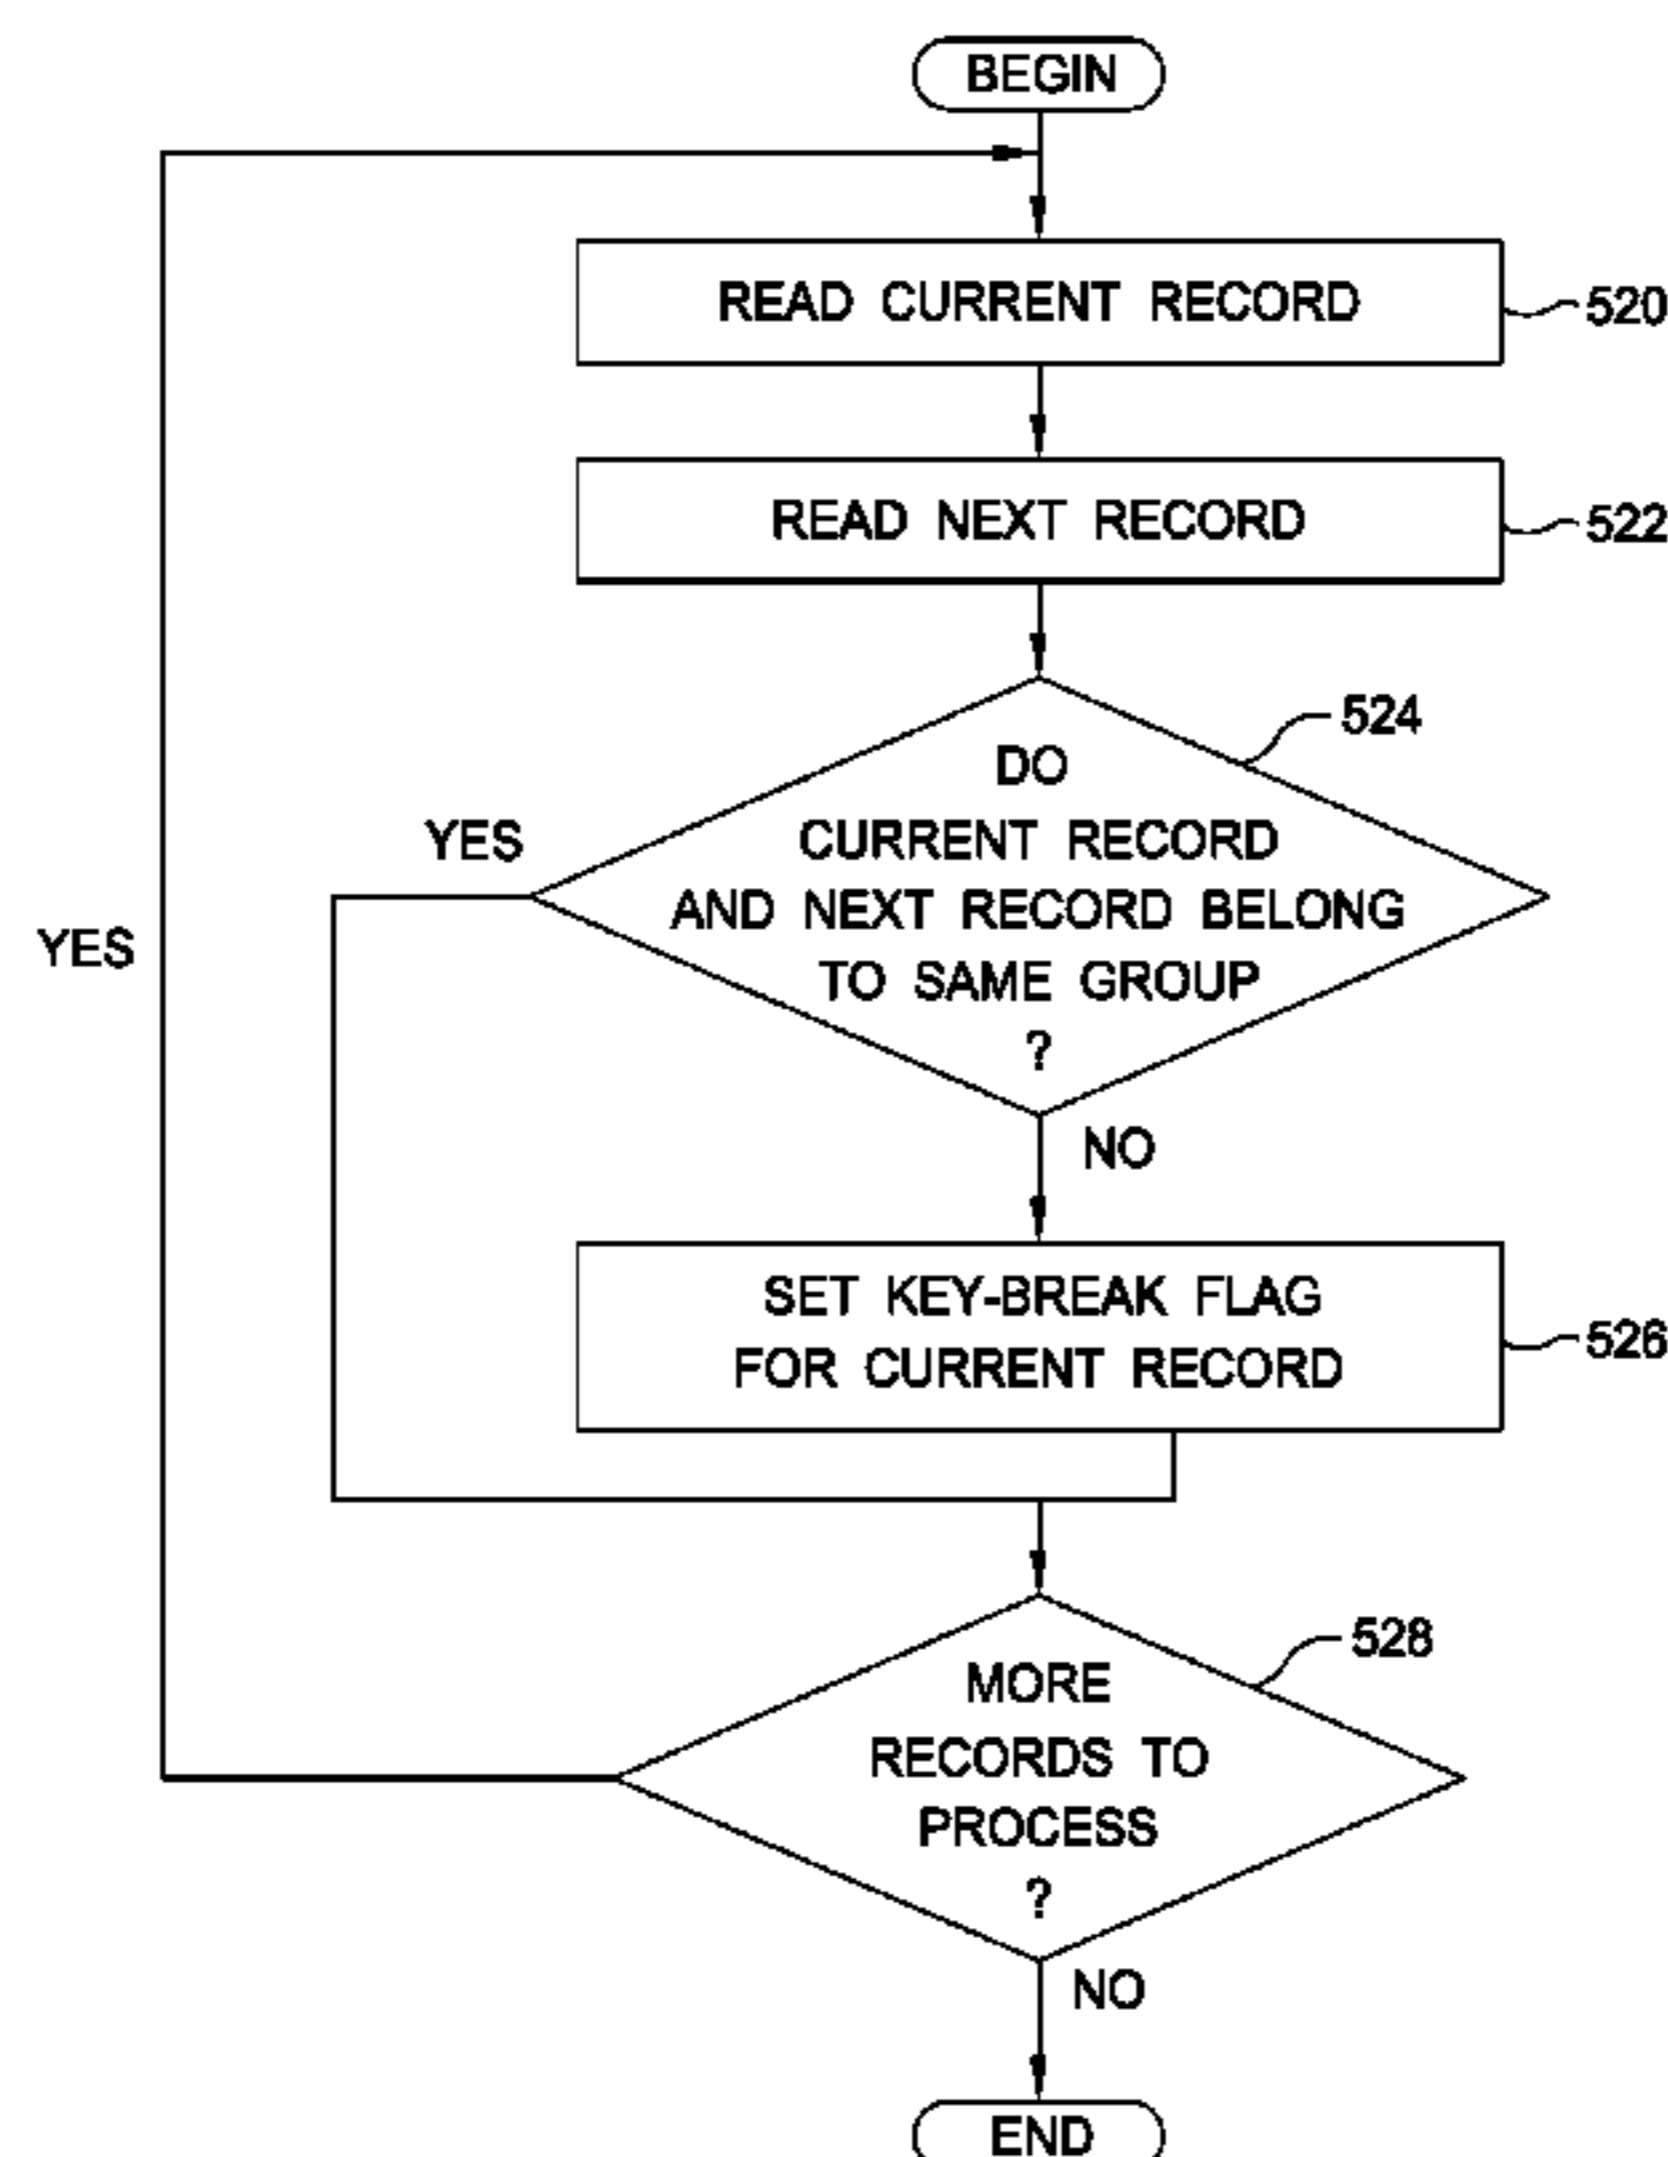 BEGIN
READ CURRENT RECORD
520
READ NEXT RECORD
522
524
DO
CURRENT RECORD
AND NEXT RECORD BELONG
TO SAME GROUP
?
YES
YES
NO
SET KEY-BREAK FLAG
FOR CURRENT RECORD
526
528
MORE
RECORDS TO
PROCESS
?
NO
END